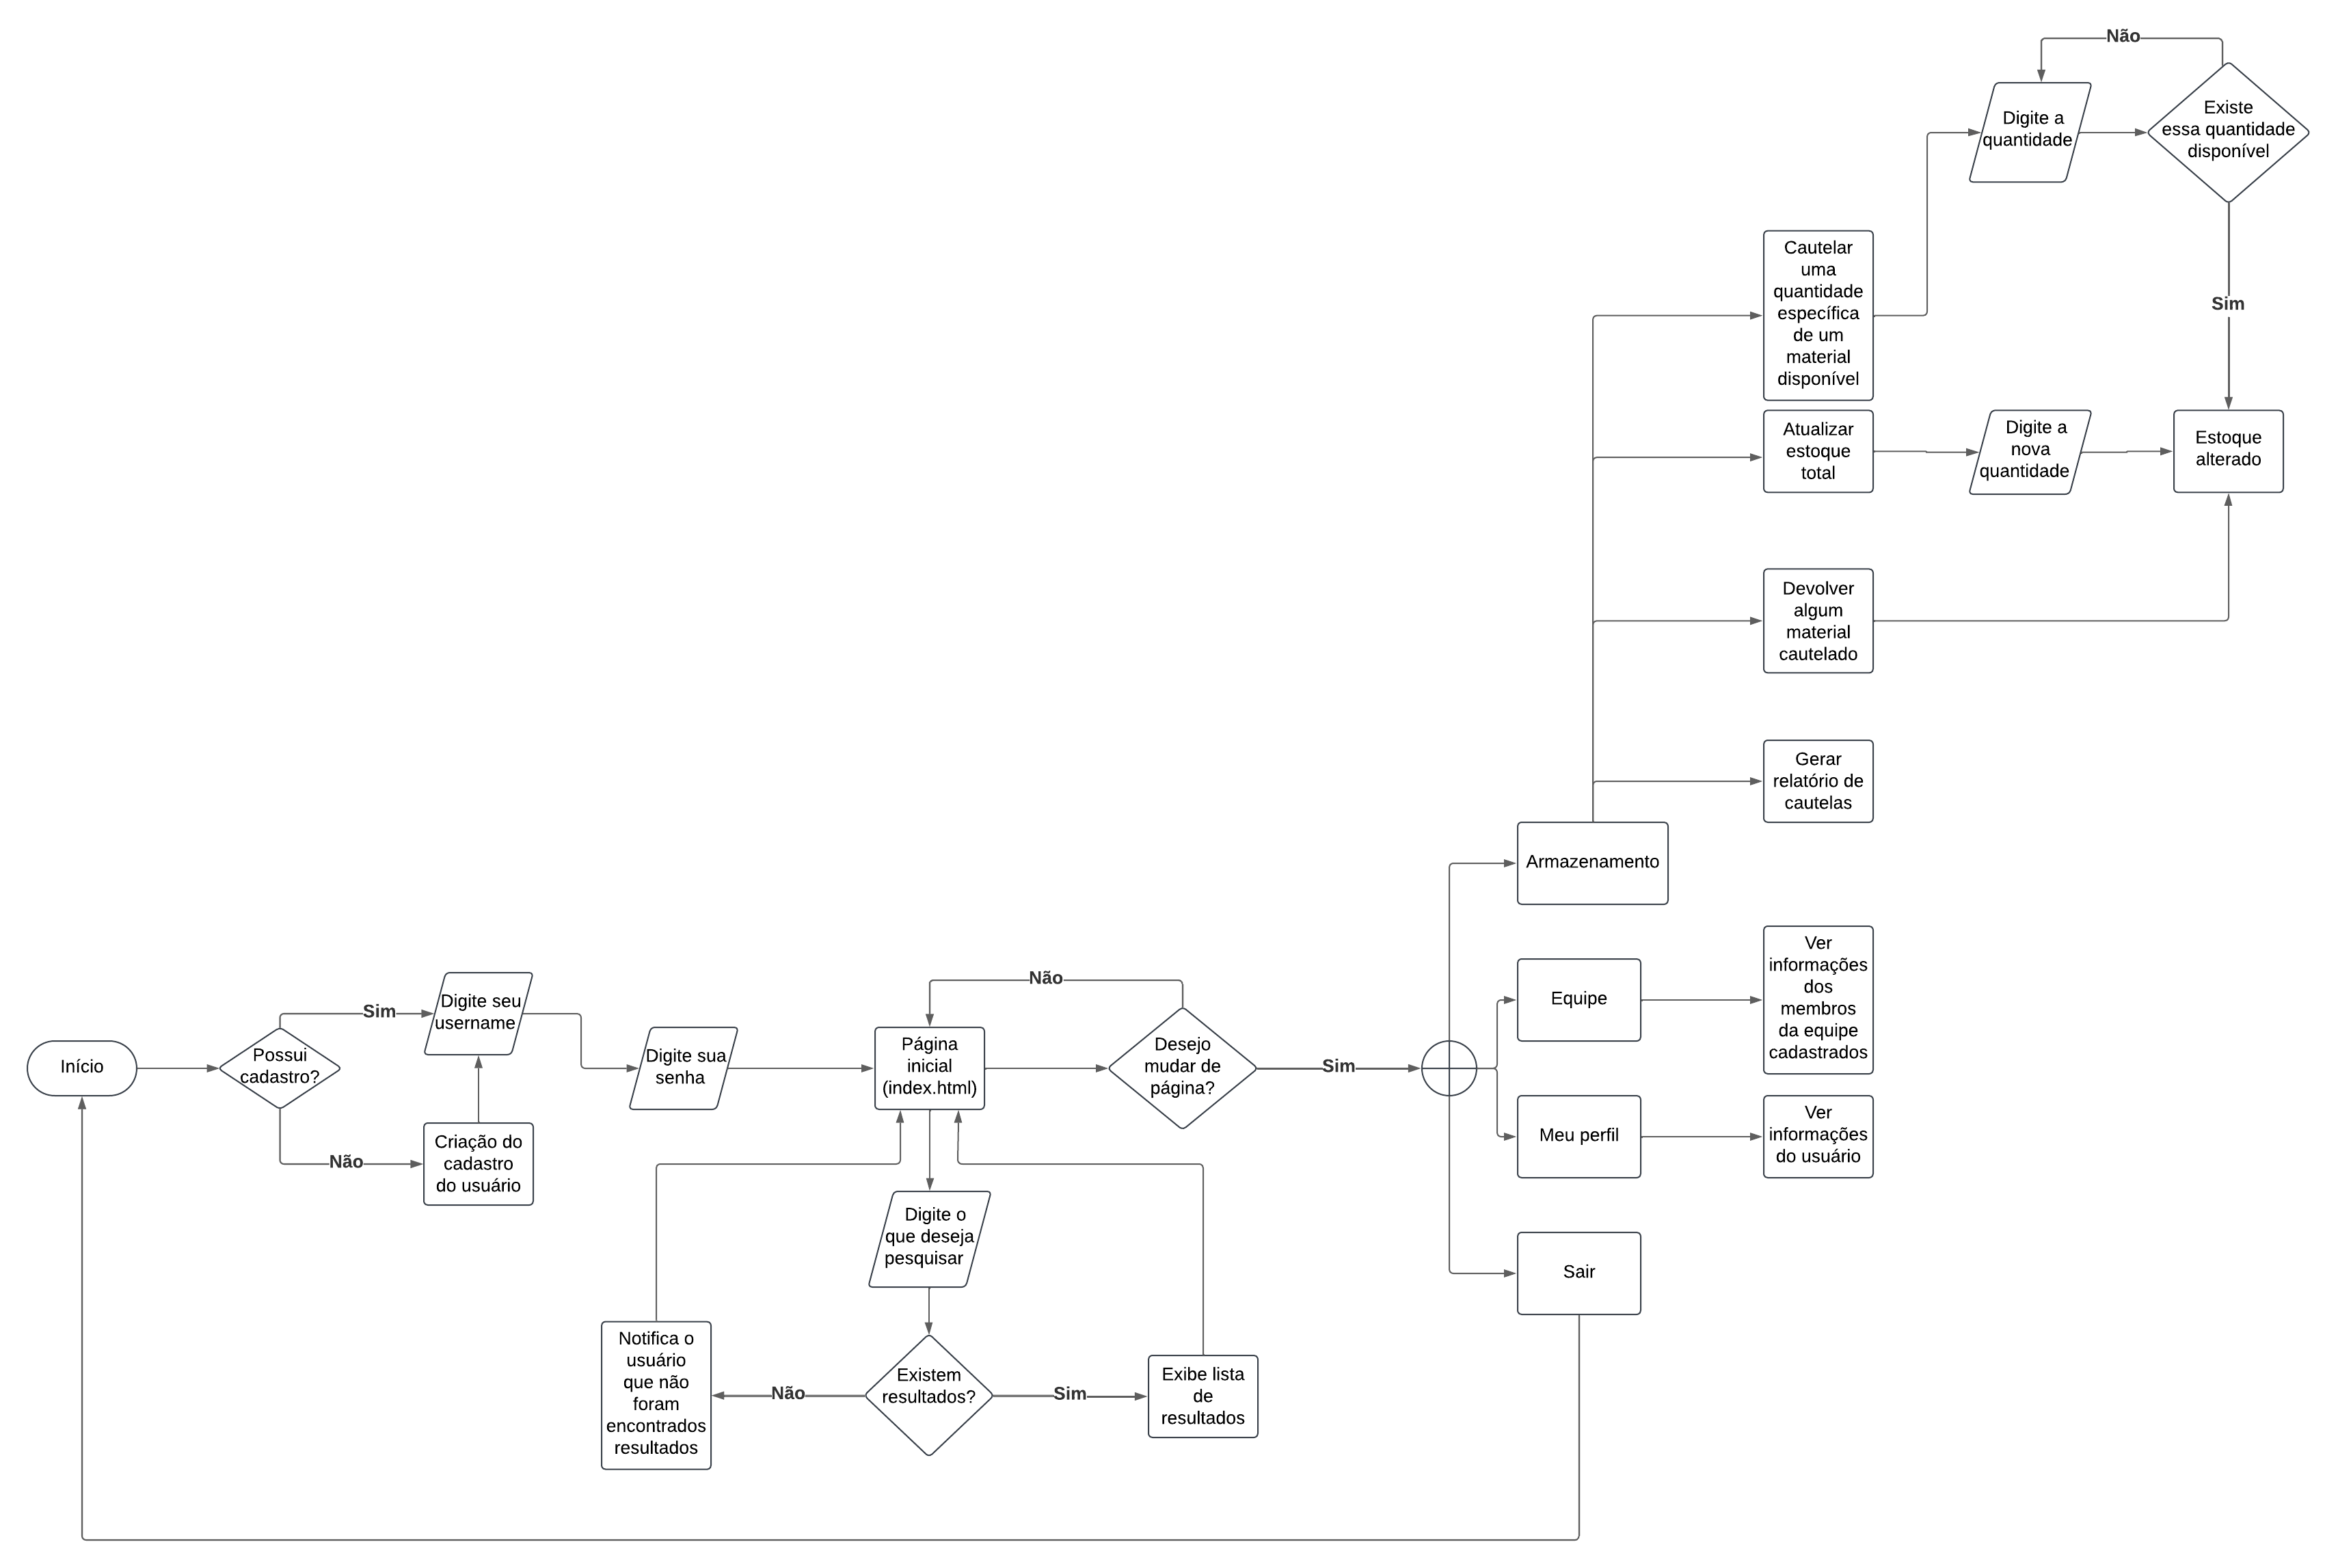 Não
Digite a
quantidade
Existe
essa quantidade
disponível
Cautelar
uma
quantidade
específica
de um
material
disponível
Sim
Atualizar
estoque
total
Digite a
nova
quantidade
Estoque
alterado
Devolver
algum
material
cautelado
Gerar
relatório de
cautelas
Armazenamento
Ver
informações
dos
membros
da equipe
cadastrados
Equipe
Meu perfil
Ver
informações
do usuário
Sair
Início
Possui
cadastro?
Sim
Não
Digite seu
username
Criação do
cadastro
do usuário
Digite sua
senha
Página
inicial
(index.html)
Não
Desejo
mudar de
página?
Sim
Digite o
que deseja
pesquisar
Existem
resultados?
Não
Sim
Notifica o
usuário
que não
foram
encontrados
resultados
Exibe lista
de
resultados